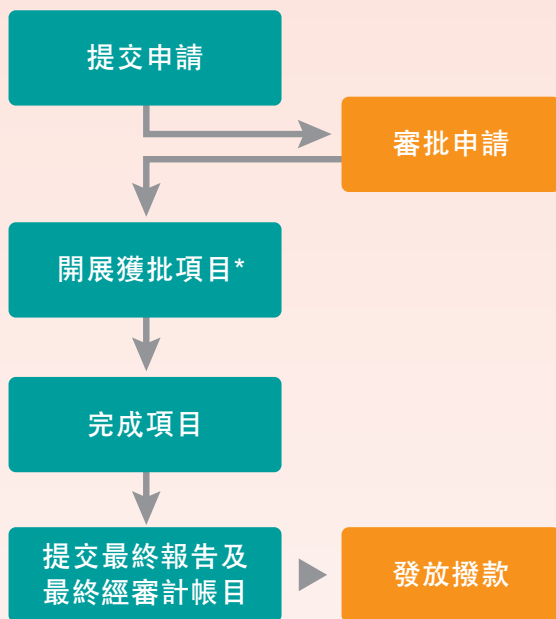 提交申請
審批申請
開展獲批項目*
完成項目
提交最終報告及
最終經審計帳目
發放撥款